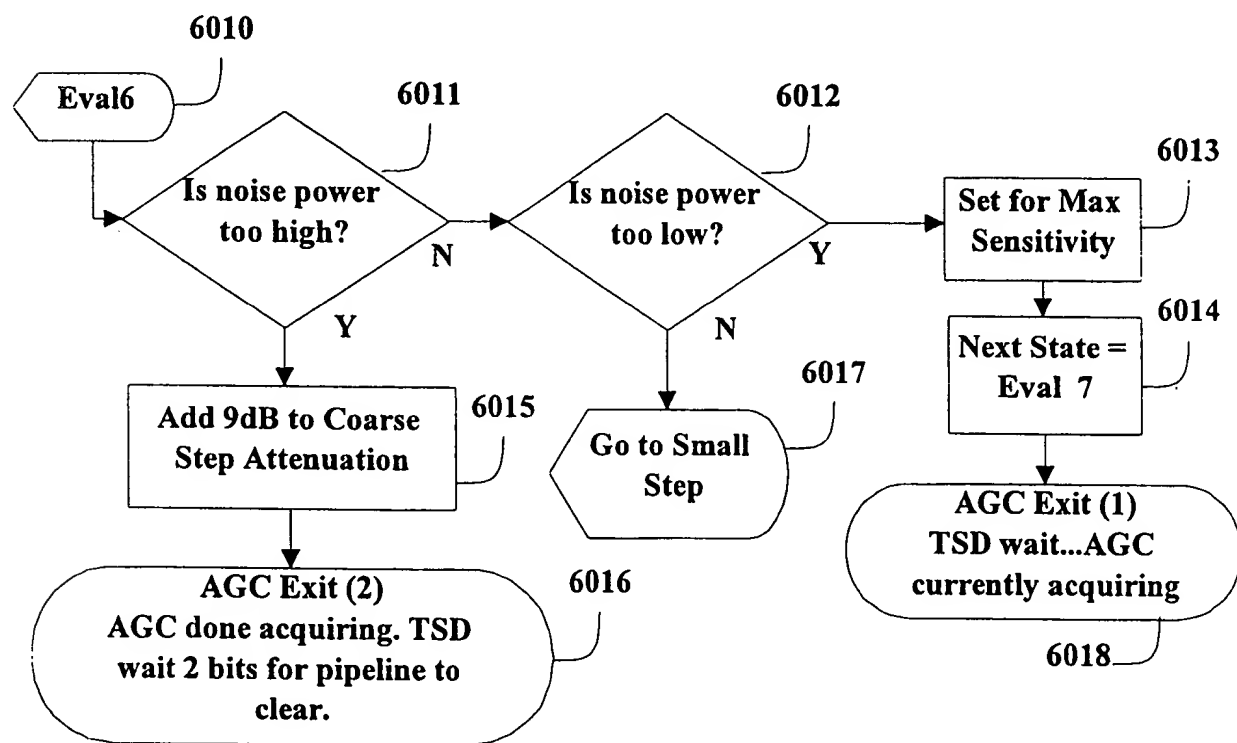 6010
Eval6
6011
Is noise power
too high?
N
Y
6012
Is noise power
too low?
Y
N
6013
Set for Max
Sensitivity
6014
Next State =
Eval 7
6015
Add 9dB to Coarse
Step Attenuation
6017
Go to Small
Step
AGC Exit (1)
TSD wait...AGC
currently acquiring
6018
AGC Exit (2)
AGC done acquiring. TSD
wait 2 bits for pipeline to
clear.
6016